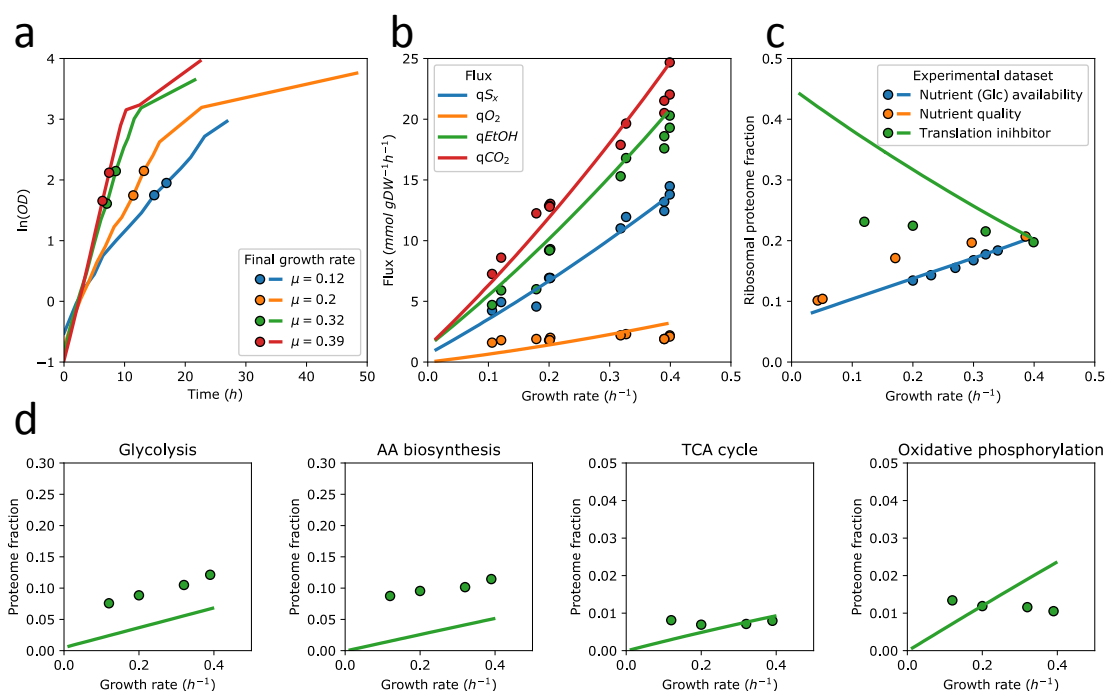 a
4
3
2
1
0
−1
ln(OD)
0
10
20
30
40
50
Time (h)
Final growth rate
μ = 0.12
μ = 0.2
μ = 0.32
μ = 0.39
b
25
20
15
10
5
0
Flux (mmol gDW⁻¹h⁻¹)
0.0
0.1
0.2
0.3
0.4
0.5
Growth rate (h⁻¹)
Flux
qSₓ
qO₂
qEtOH
qCO₂
c
0.5
0.4
0.3
0.2
0.1
0.0
Ribosomal proteome fraction
0.0
0.1
0.2
0.3
0.4
0.5
Growth rate (h⁻¹)
Experimental dataset
Nutrient (Glc) availability
Nutrient quality
Translation inihbitor
d
Glycolysis
0.30
0.25
0.20
0.15
0.10
0.05
0.00
Proteome fraction
0.0
0.2
0.4
Growth rate (h⁻¹)
AA biosynthesis
0.30
0.25
0.20
0.15
0.10
0.05
0.00
Proteome fraction
0.0
0.2
0.4
Growth rate (h⁻¹)
TCA cycle
0.05
0.04
0.03
0.02
0.01
0.00
Proteome fraction
0.0
0.2
0.4
Growth rate (h⁻¹)
Oxidative phosphorylation
0.05
0.04
0.03
0.02
0.01
0.00
Proteome fraction
0.0
0.2
0.4
Growth rate (h⁻¹)